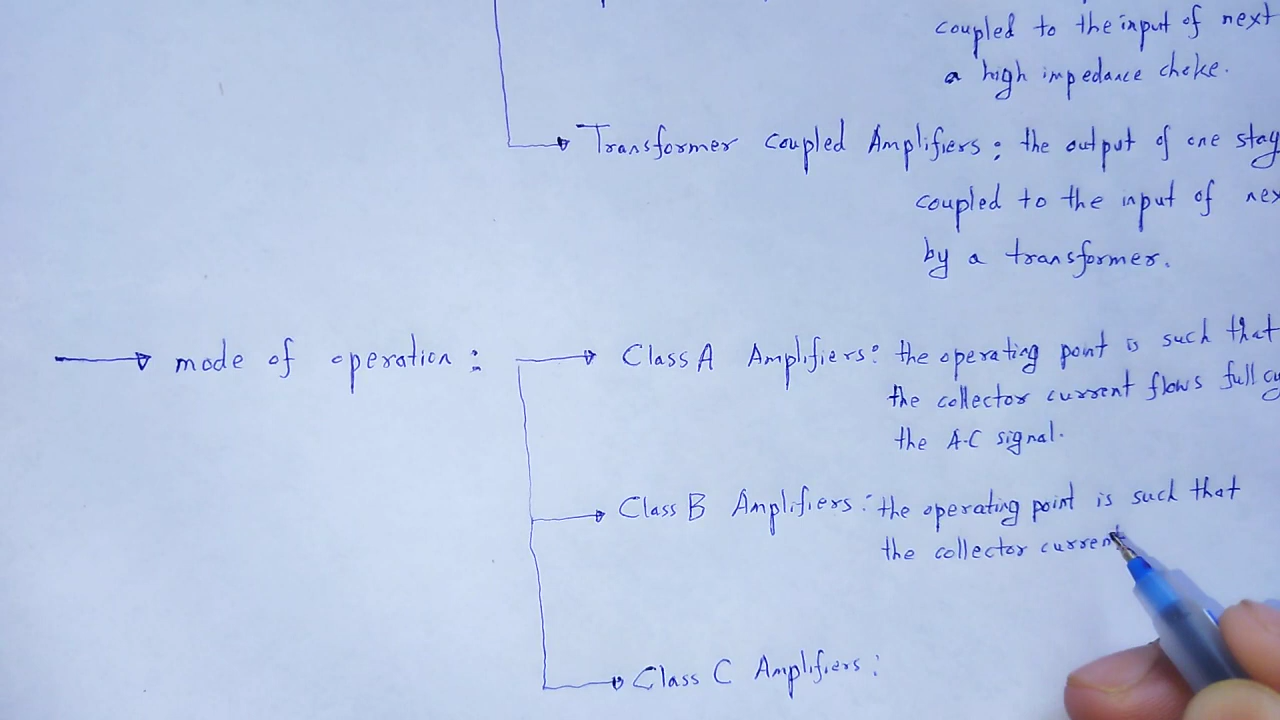 coupled to the input of next
a high impedance choke.
Transformer Coupled Amplifiers: the output of one
coupled to the input of
by a transformer.
mode of operation:
Class A Amplifiers: the operating point is such that
the collector current flows full
the A.C signal.
Class B Amplifiers: the operating point is such that
the collector current
Class C Amplifiers: